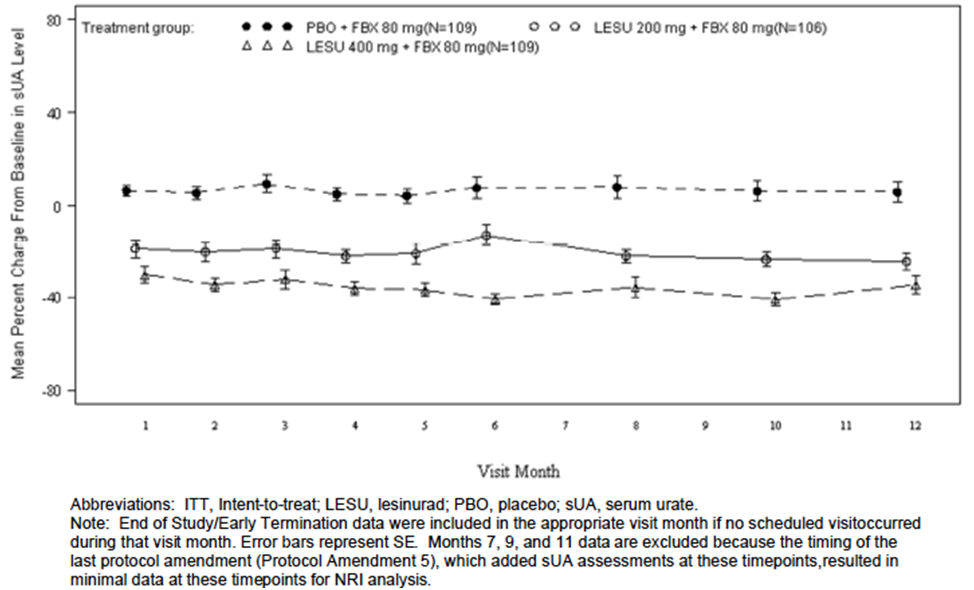 Treatment group: PBO + FBX 80 mg(N=109) LESU 200 mg + FBX 80 mg(N=106)
LESU 400 mg + FBX 80 mg(N=109)
Mean Percent Change From Baseline in sUA Level
80
40
0
-40
-80
1 2 3 4 5 6 7 8 9 10 11 12
Visit Month
Abbreviations: ITT, Intent-to-treat; LESU, lesinurad; PBO, placebo; sUA, serum urate.
Note: End of Study/Early Termination data were included in the appropriate visit month if no scheduled visitoccurred
during that visit month. Error bars represent SE. Months 7, 9, and 11 data are excluded because the timing of the
last protocol amendment (Protocol Amendment 5), which added sUA assessments at these timepoints,resulted in
minimal data at these timepoints for NRI analysis.